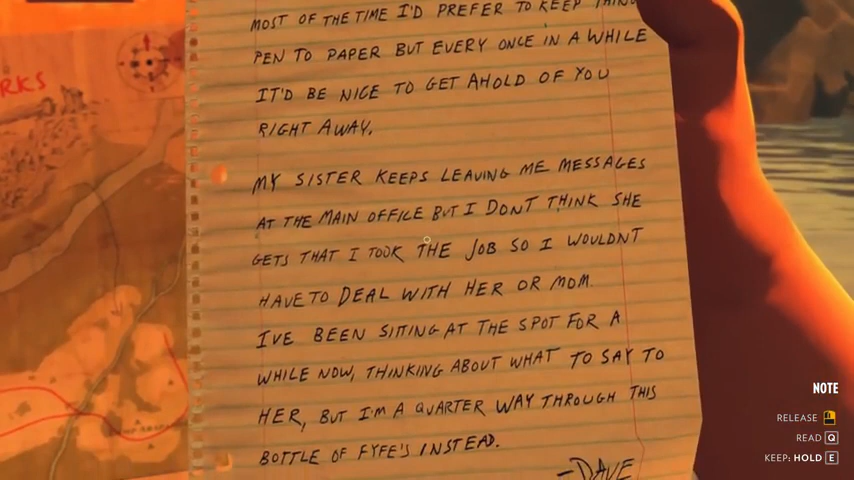 RKS
MOST OF THE TIME I'D PREFER TO KEEP
PEN TO PAPER BUT EVERY ONCE IN A WHILE
IT'D BE NICE TO GET AHOLD OF YOU
RIGHT AWAY.
MY SISTER KEEPS LEAVING ME MESSAGES
AT THE MAIN OFFICE BUT I DONT THINK SHE
GETS THAT I TOOK THE JOB SO I WOULDNT
HAVE TO DEAL WITH HER OR MOM.
I'VE BEEN SITING AT THE SPOT FOR A
WHILE NOW, THINKING ABOUT WHAT TO SAY TO
HER, BUT I'M A QUARTER WAY THROUGH THIS
BOTTLE OF FYFE'S INSTEAD.
-DAVE
NOTE
RELEASE
READ Q
KEEP: HOLD E